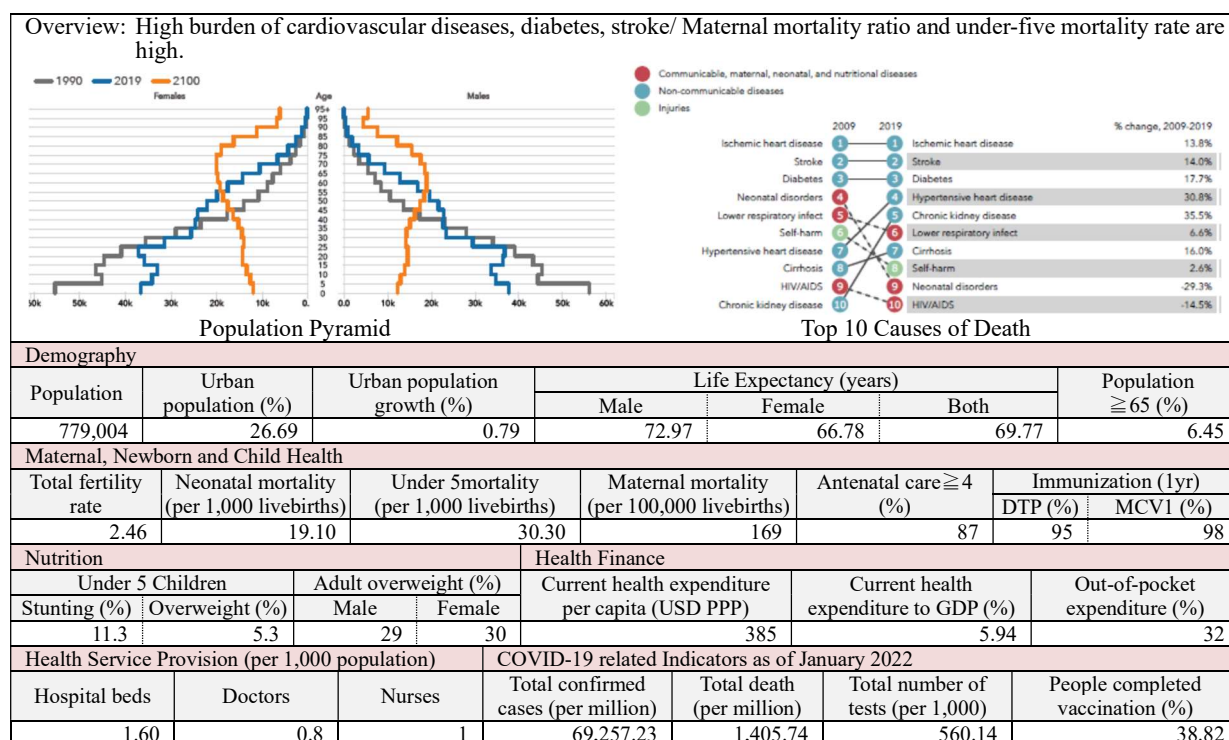 Overview: High burden of cardiovascular diseases, diabetes, stroke/ Maternal mortality ratio and under-five mortality rate are
high.
1990 2019 2100
Females Age Males
95+
90
85
80
75
70
65
60
55
50
45
40
35
30
25
20
15
10
5
0
50k 40k 30k 20k 10k 0.0 0.0 10k 20k 30k 40k 50k 60k
Population Pyramid
Communicable, maternal, neonatal, and nutritional diseases
Non-communicable diseases
Injuries
2009 2019 % change, 2009-2019
Ischemic heart disease 1 1 Ischemic heart disease 13.8%
Stroke 2 2 Stroke 14.0%
Diabetes 3 3 Diabetes 17.7%
Neonatal disorders 4 4 Hypertensive heart disease 30.8%
Lower respiratory infect 5 5 Chronic kidney disease 35.5%
Self-harm 6 6 Lower respiratory infect 6.6%
Hypertensive heart disease 7 7 Cirrhosis 16.0%
Cirrhosis 8 8 Self-harm 2.6%
HIV/AIDS 9 9 Neonatal disorders -29.3%
Chronic kidney disease 10 10 HIV/AIDS -14.5%
Top 10 Causes of Death
Demography
Population Urban population (%) Urban population growth (%) Life Expectancy (years) Population ≧65 (%)
Male Female Both
779,004 26.69 0.79 72.97 66.78 69.77 6.45
Maternal, Newborn and Child Health
Total fertility rate Neonatal mortality (per 1,000 livebirths) Under 5mortality (per 1,000 livebirths) Maternal mortality (per 100,000 livebirths) Antenatal care≧4 (%) Immunization (1yr)
DTP (%) MCV1 (%)
2.46 19.10 30.30 169 87 95 98
Nutrition Health Finance
Under 5 Children Adult overweight (%) Current health expenditure per capita (USD PPP) Current health expenditure to GDP (%) Out-of-pocket expenditure (%)
Stunting (%) Overweight (%) Male Female
11.3 5.3 29 30 385 5.94 32
Health Service Provision (per 1,000 population) COVID-19 related Indicators as of January 2022
Hospital beds Doctors Nurses Total confirmed cases (per million) Total death (per million) Total number of tests (per 1,000) People completed vaccination (%)
1.60 0.8 1 69,257.23 1,405.74 560.14 38.82